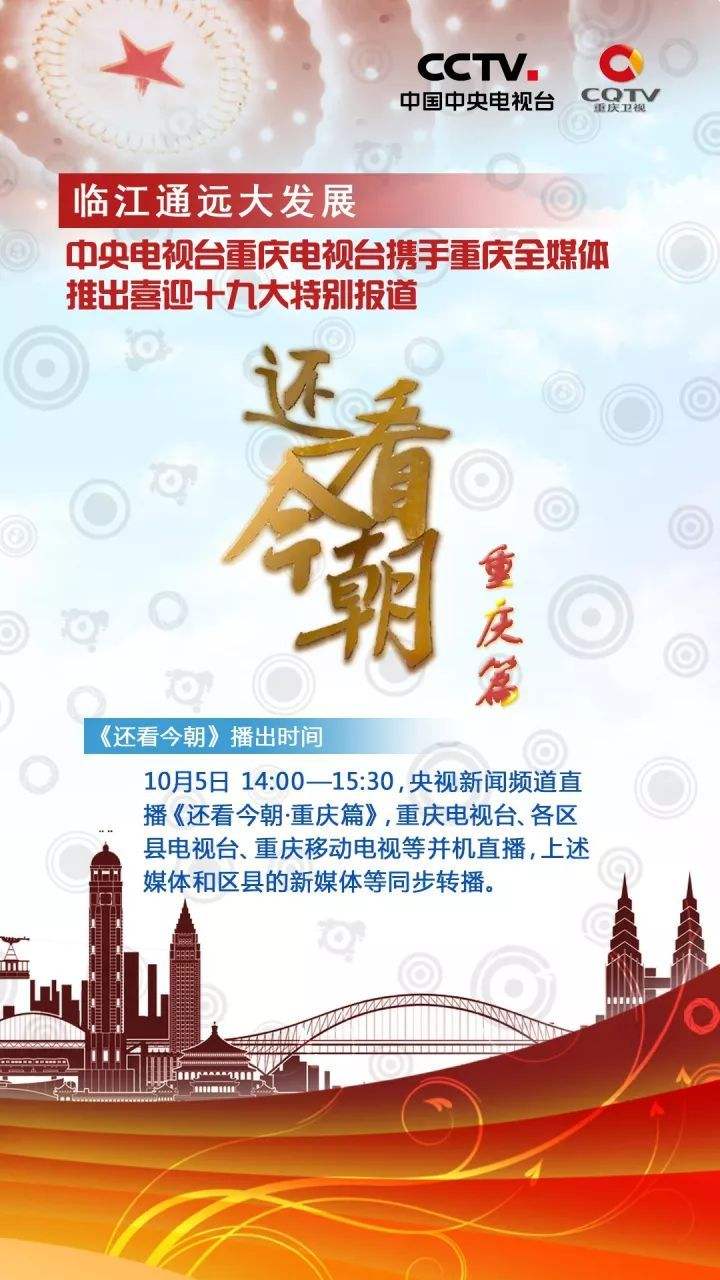 CCTV.
中国中央电视台
CQTV
重庆卫视
临江通远大发展
中央电视台重庆电视台携手重庆全媒体
推出喜迎十九大特别报道
还看今朝
重庆篇
《还看今朝》播出时间
10月5日 14:00—15:30,央视新闻频道直
播《还看今朝·重庆篇》,重庆电视台、各区
县电视台、重庆移动电视等并机直播,上述
媒体和区县的新媒体等同步转播。